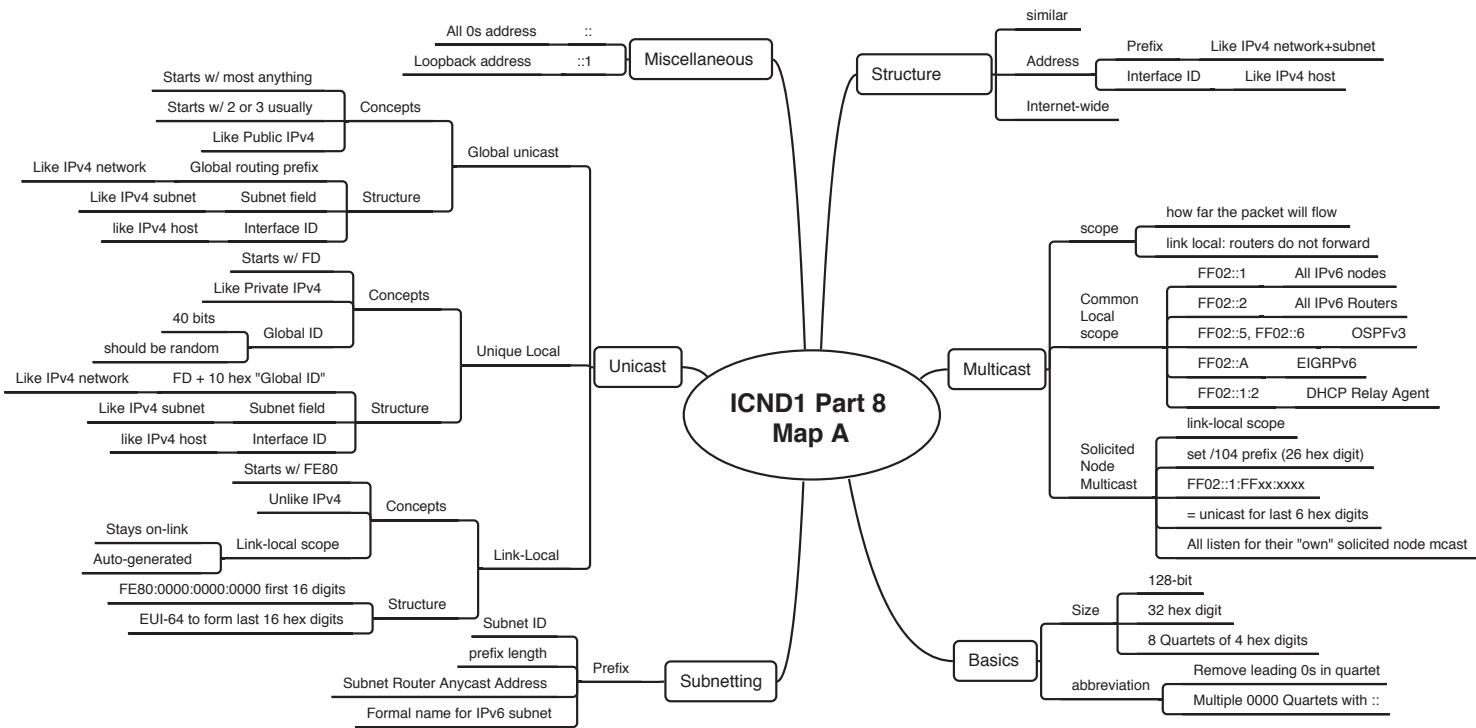 ICND1 Part 8
Map A
Miscellaneous
All 0s address
::
Loopback address
::1
Unicast
Global unicast
Concepts
Starts w/ most anything
Starts w/ 2 or 3 usually
Like Public IPv4
Structure
Global routing prefix
Like IPv4 network
Subnet field
Like IPv4 subnet
Interface ID
like IPv4 host
Unique Local
Concepts
Starts w/ FD
Like Private IPv4
Global ID
40 bits
should be random
Structure
FD + 10 hex "Global ID"
Like IPv4 network
Subnet field
Like IPv4 subnet
Interface ID
like IPv4 host
Link-Local
Concepts
Starts w/ FE80
Unlike IPv4
Link-local scope
Stays on-link
Auto-generated
Structure
FE80:0000:0000:0000 first 16 digits
EUI-64 to form last 16 hex digits
Subnetting
Prefix
Subnet ID
prefix length
Subnet Router Anycast Address
Formal name for IPv6 subnet
Structure
similar
Address
Prefix
Like IPv4 network+subnet
Interface ID
Like IPv4 host
Internet-wide
Multicast
scope
how far the packet will flow
link local: routers do not forward
Common
Local
scope
FF02::1
All IPv6 nodes
FF02::2
All IPv6 Routers
FF02::5, FF02::6
OSPFv3
FF02::A
EIGRPv6
FF02::1:2
DHCP Relay Agent
Solicited
Node
Multicast
link-local scope
set /104 prefix (26 hex digit)
FF02::1:FFxx:xxxx
= unicast for last 6 hex digits
All listen for their "own" solicited node mcast
Basics
Size
128-bit
32 hex digit
8 Quartets of 4 hex digits
abbreviation
Remove leading 0s in quartet
Multiple 0000 Quartets with ::